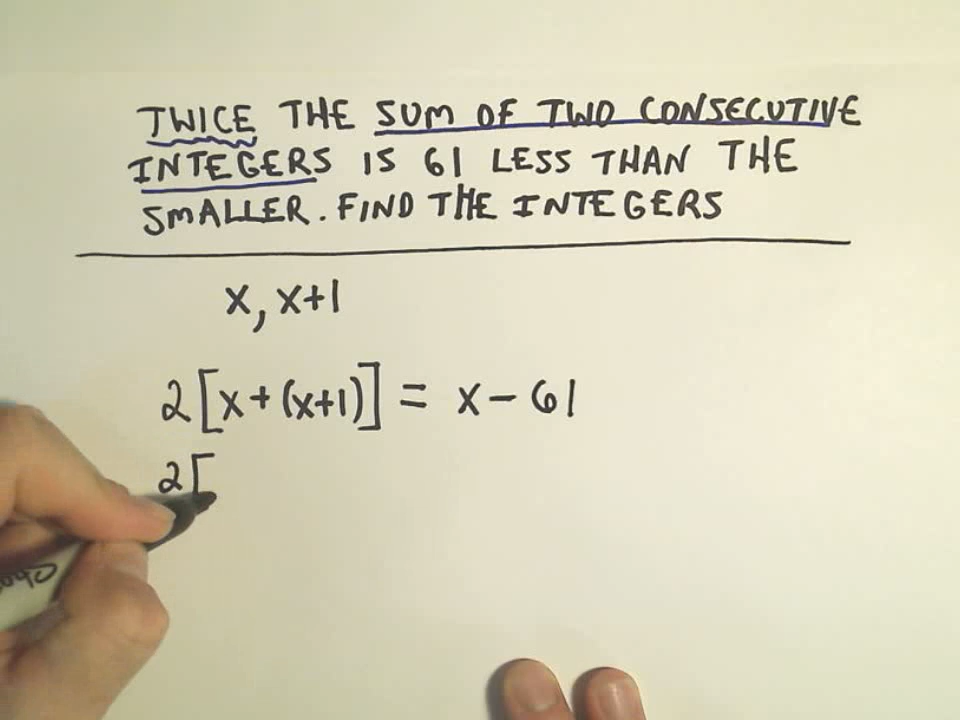 TWICE THE SUM OF TWO CONSECUTIVE
INTEGERS IS 61 LESS THAN THE
SMALLER. FIND THE INTEGERS
x, x+1
2[x+(x+1)] = x-61
2[